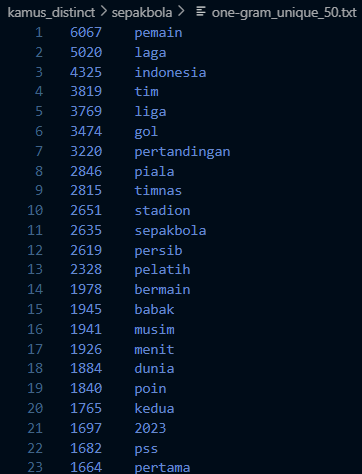 kamus_distinct > sepakbola > one-gram_unique_50.txt
1 6067 pemain
2 5020 laga
3 4325 indonesia
4 3819 tim
5 3769 liga
6 3474 gol
7 3220 pertandingan
8 2846 piala
9 2815 timnas
10 2651 stadion
11 2635 sepakbola
12 2619 persib
13 2328 pelatih
14 1978 bermain
15 1945 babak
16 1941 musim
17 1926 menit
18 1884 dunia
19 1840 poin
20 1765 kedua
21 1697 2023
22 1682 pss
23 1664 pertama